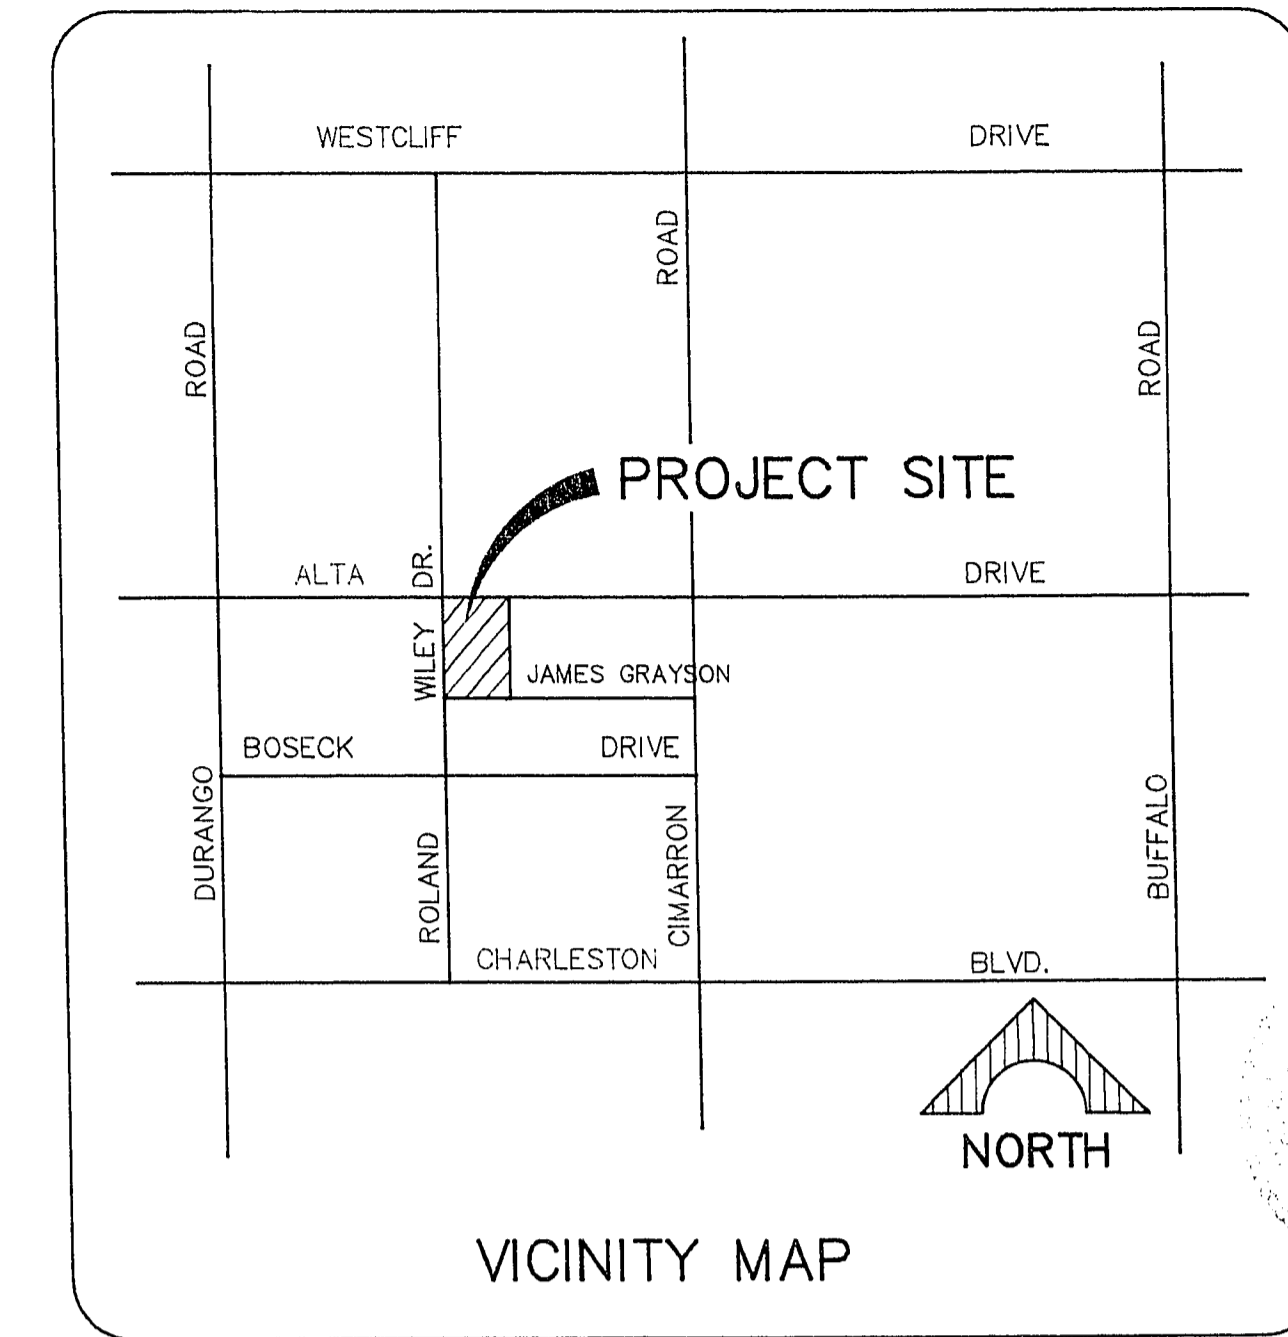 WESTCLIFF DRIVE
ROAD
ROAD
ROAD
PROJECT SITE
ALTA DRIVE
ROLAND WILEY DR.
JAMES GRAYSON
BOSECK DRIVE
DURANGO
CIMARRON
BUFFALO
CHARLESTON BLVD.
NORTH
VICINITY MAP